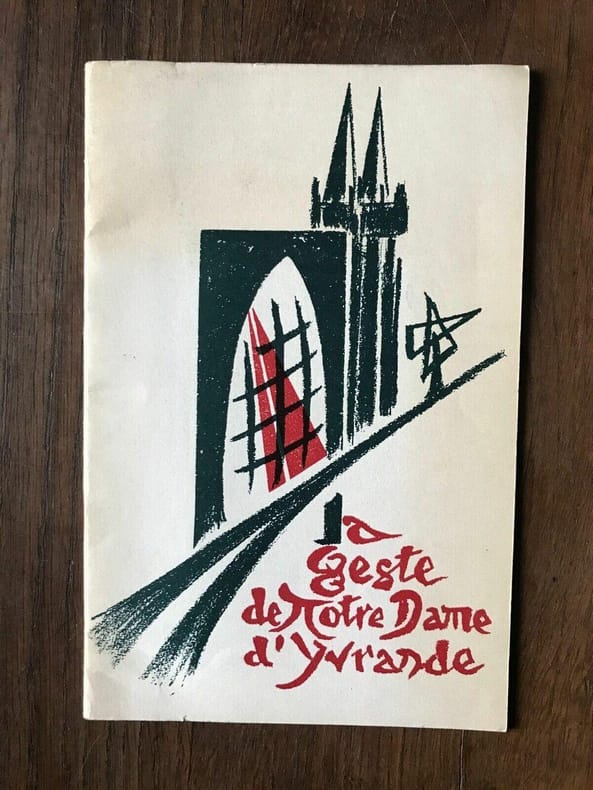 la
geste
de Notre Dame
d'Yvrande